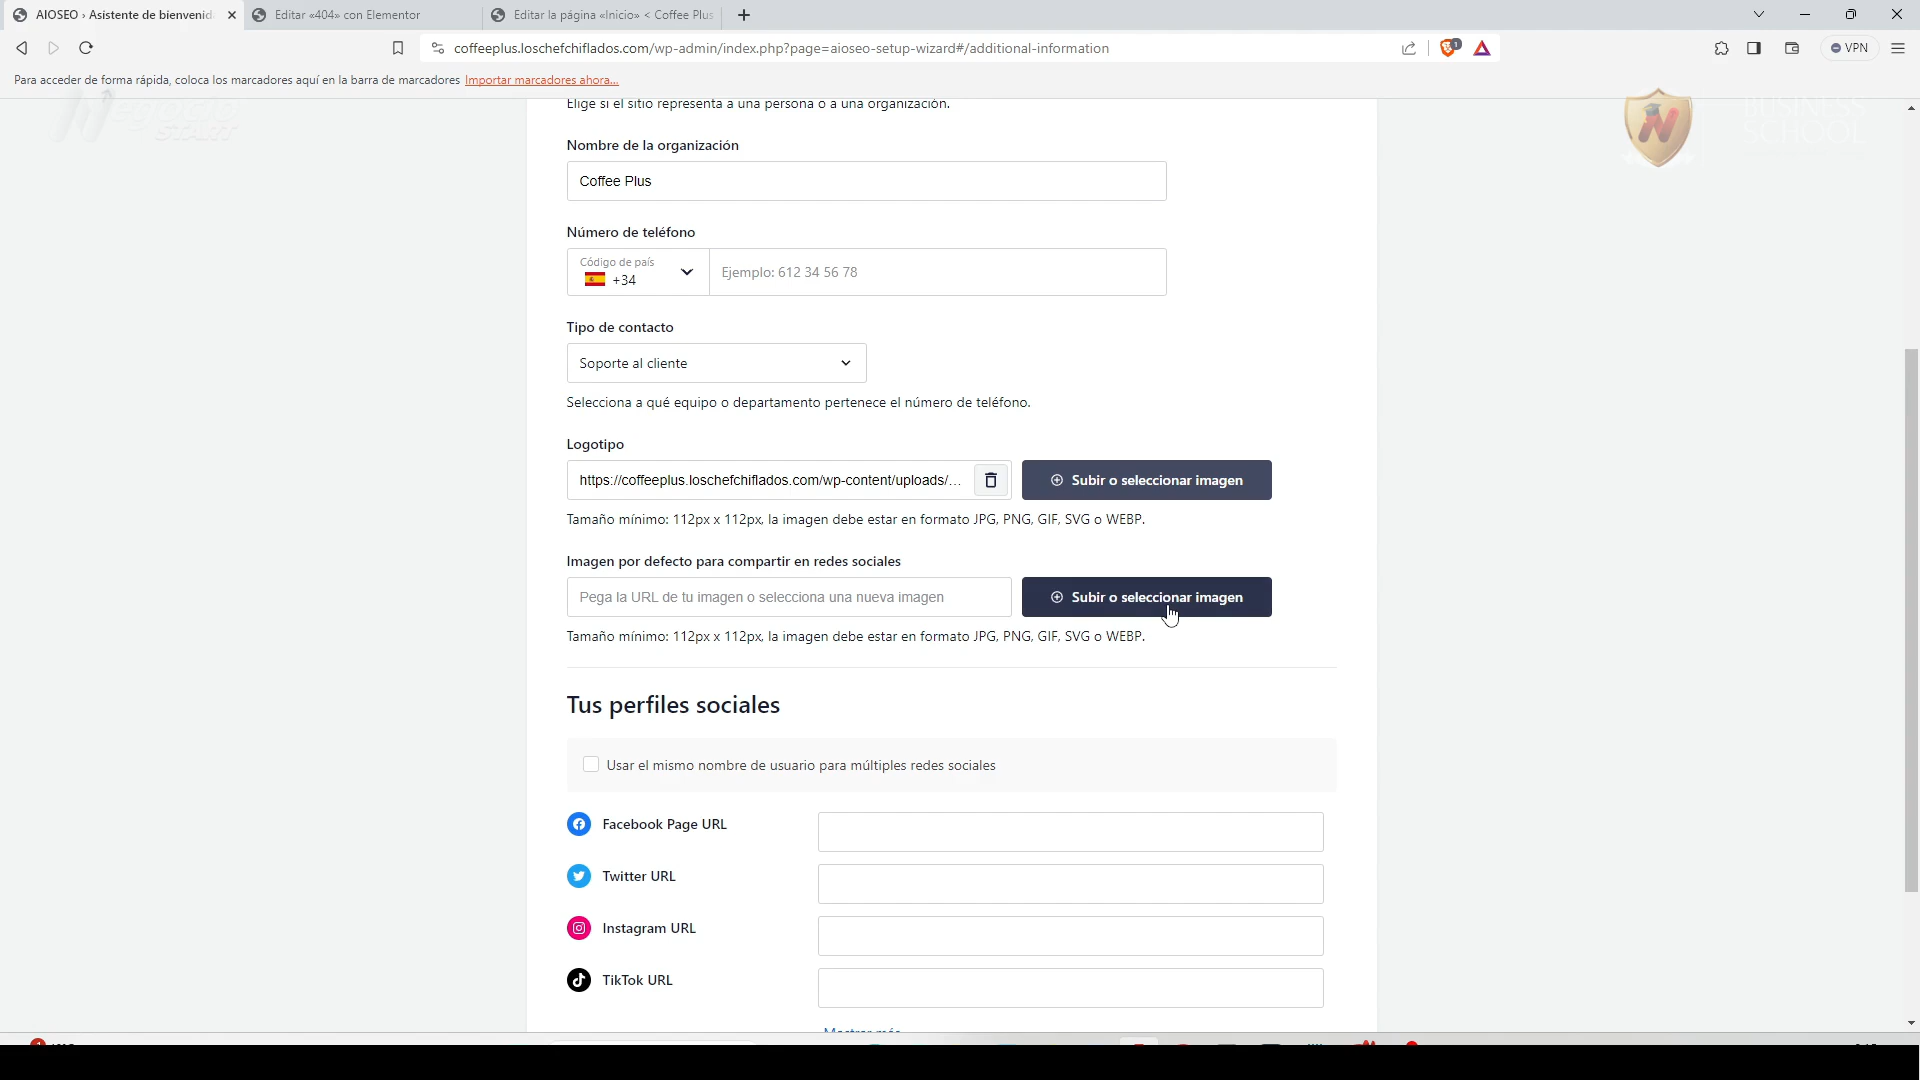 AIOSEO › Asistente de bienvenid
Editar «404» con Elementor
Editar la página «Inicio» < Coffee Plus
coffeeplus.loschefchiflados.com/wp-admin/index.php?page=aioseo-setup-wizard#/additional-information
1
VPN
Para acceder de forma rápida, coloca los marcadores aquí en la barra de marcadores Importar marcadores ahora...
Negocio
START
N
BUSINESS
SCHOOL
Elige si el sitio representa a una persona o a una organización.
Nombre de la organización
Coffee Plus
Número de teléfono
Código de país
+34
Ejemplo: 612 34 56 78
Tipo de contacto
Soporte al cliente
Selecciona a qué equipo o departamento pertenece el número de teléfono.
Logotipo
https://coffeeplus.loschefchiflados.com/wp-content/uploads/...
Subir o seleccionar imagen
Tamaño mínimo: 112px x 112px, la imagen debe estar en formato JPG, PNG, GIF, SVG o WEBP.
Imagen por defecto para compartir en redes sociales
Pega la URL de tu imagen o selecciona una nueva imagen
Subir o seleccionar imagen
Tamaño mínimo: 112px x 112px, la imagen debe estar en formato JPG, PNG, GIF, SVG o WEBP.
Tus perfiles sociales
Usar el mismo nombre de usuario para múltiples redes sociales
Facebook Page URL
Twitter URL
Instagram URL
TikTok URL
Mostrar más